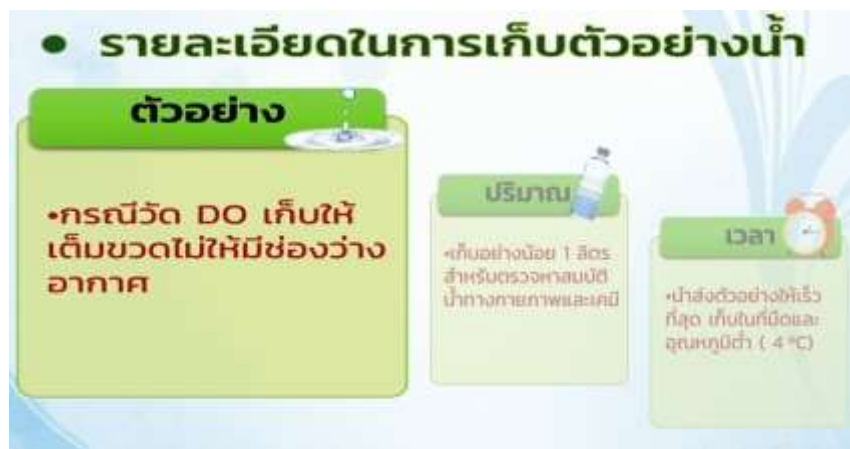 • รายละเอียดในการเก็บตัวอย่างน้ำ
ตัวอย่าง
•กรณีวัด DO เก็บให้
เต็มขวดไม่ให้มีช่องว่าง
อากาศ
ปริมาณ
•เก็บอย่างน้อย 1 ลิตร
สำหรับตรวจหาสมบัติ
น้ำทางกายภาพและเคมี
เวลา
•นำส่งตัวอย่างให้เร็ว
ที่สุด เก็บในที่มืดและ
อุณหภูมิต่ำ ( 4 °C)